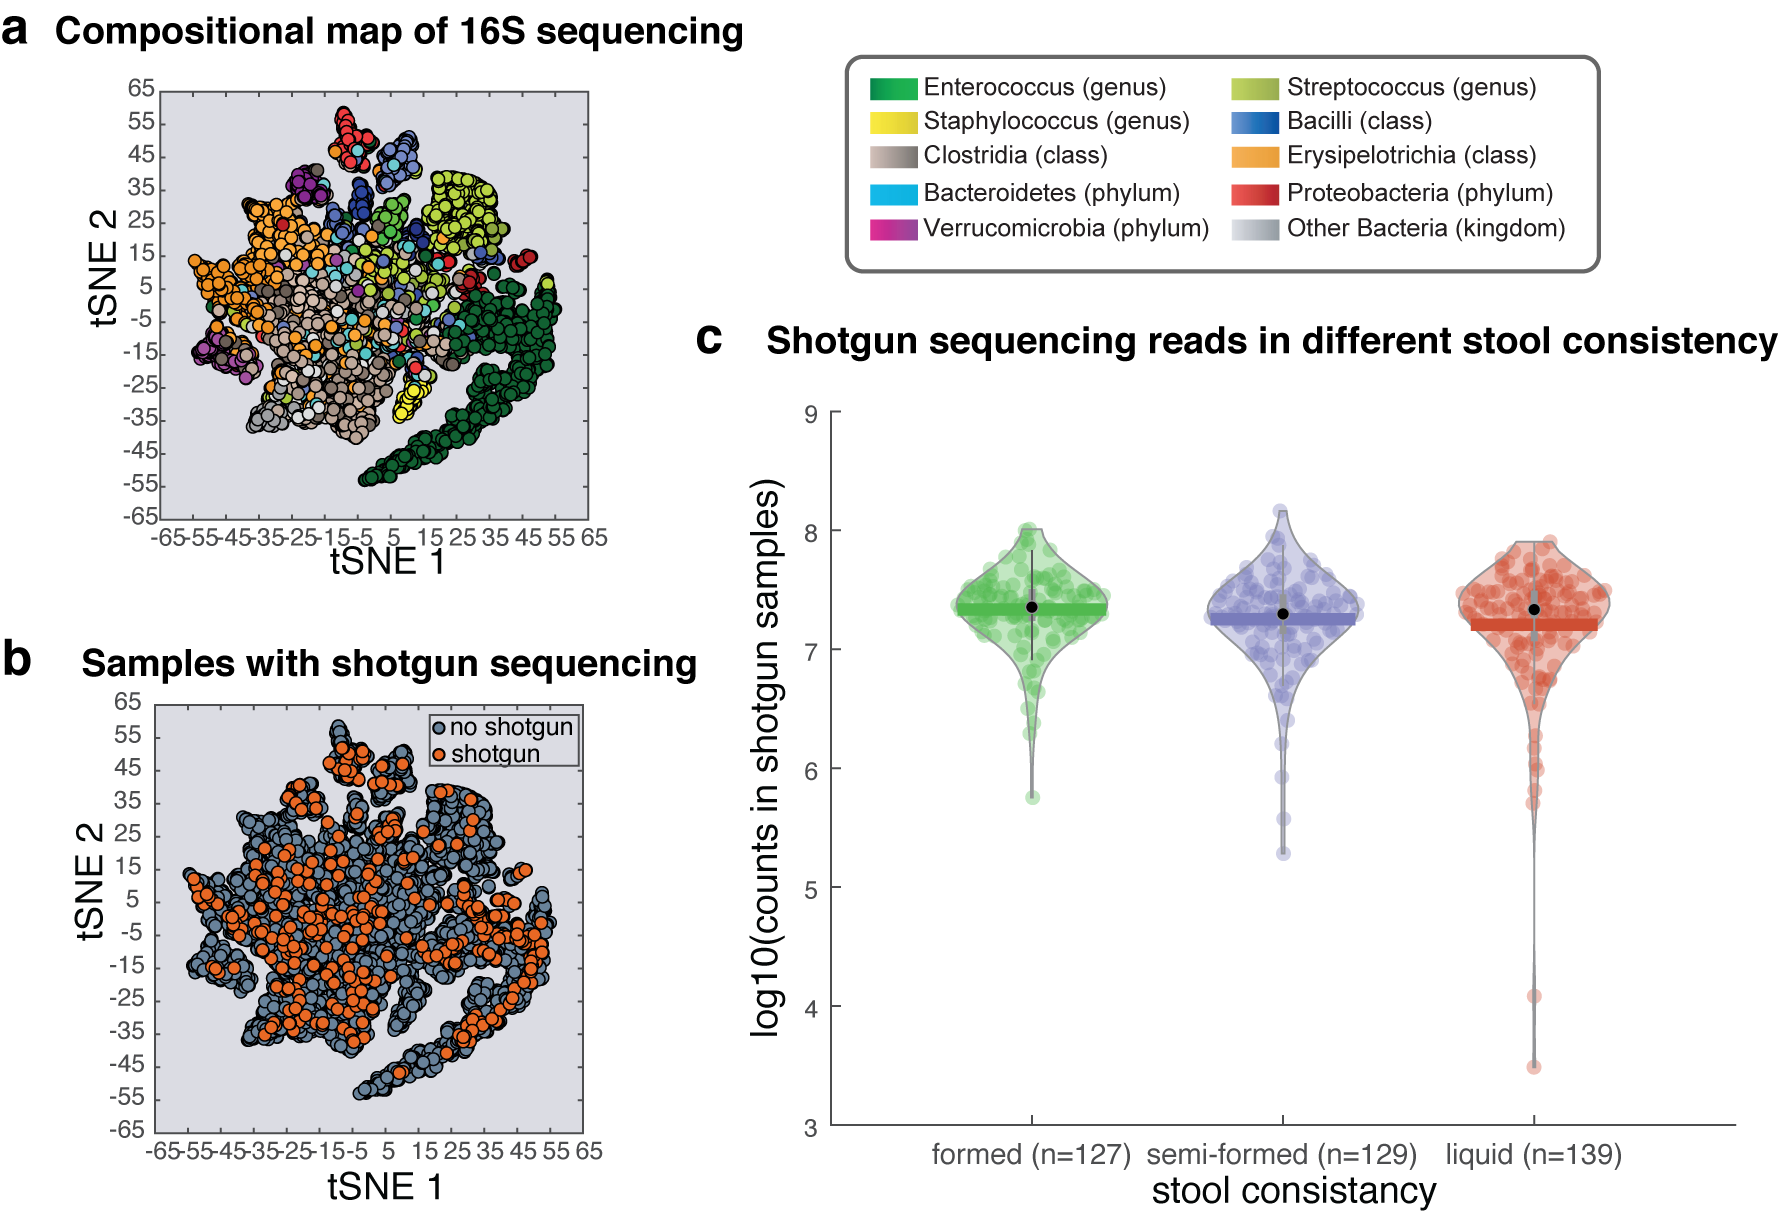 a Compositional map of 16S sequencing
65
55
45
35
25
15
5
-5
-15
-25
-35
-45
-55
-65
tSNE 2
-65-55-45-35-25-15-5 5 15 25 35 45 55 65
tSNE 1
Enterococcus (genus)
Streptococcus (genus)
Staphylococcus (genus)
Bacilli (class)
Clostridia (class)
Erysipelotrichia (class)
Bacteroidetes (phylum)
Proteobacteria (phylum)
Verrucomicrobia (phylum)
Other Bacteria (kingdom)
b Samples with shotgun sequencing
65
55
45
35
25
15
5
-5
-15
-25
-35
-45
-55
-65
tSNE 2
no shotgun
shotgun
-65-55-45-35-25-15-5 5 15 25 35 45 55 65
tSNE 1
c Shotgun sequencing reads in different stool consistency
9
8
7
6
5
4
3
log10(counts in shotgun samples)
formed (n=127) semi-formed (n=129) liquid (n=139)
stool consistancy